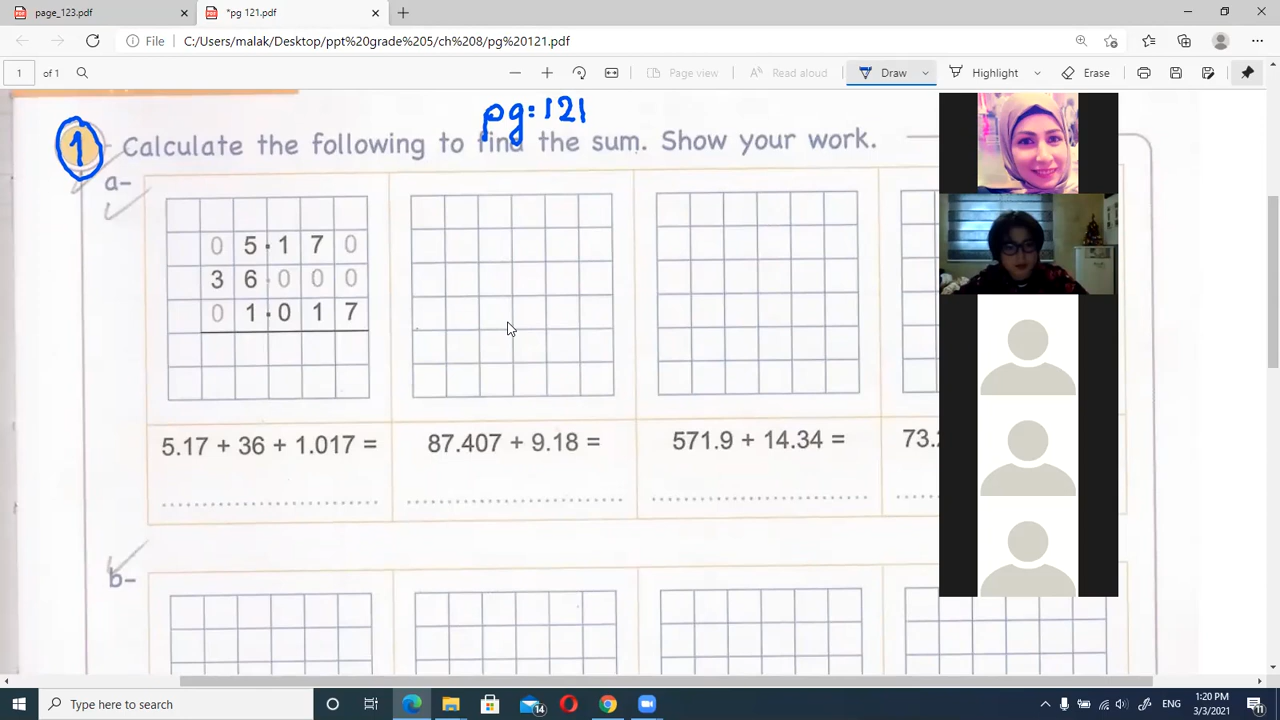 page_123.pdf
*pg 121.pdf
File
C:/Users/malak/Desktop/ppt%20grade%205/ch%208/pg%20121.pdf
1 of 1
Page view
Read aloud
Draw
Highlight
Erase
pg:121
1 Calculate the following to find the sum. Show your work.
a-
0 5.1 7 0
3 6.0 0 0
0 1.0 1 7
5.17 + 36 + 1.017 =
87.407 + 9.18 =
571.9 + 14.34 =
b-
Type here to search
14
ENG
1:20 PM
3/3/2021
11